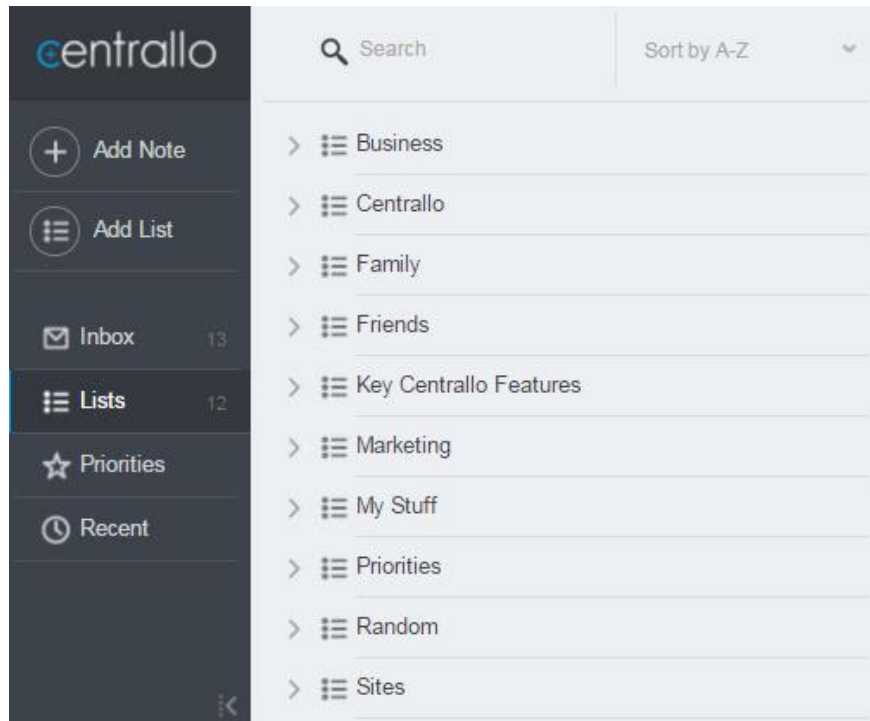 centrallo
Search
Sort by A-Z
Add Note
Add List
Inbox 13
Lists 12
Priorities
Recent
Business
Centrallo
Family
Friends
Key Centrallo Features
Marketing
My Stuff
Priorities
Random
Sites